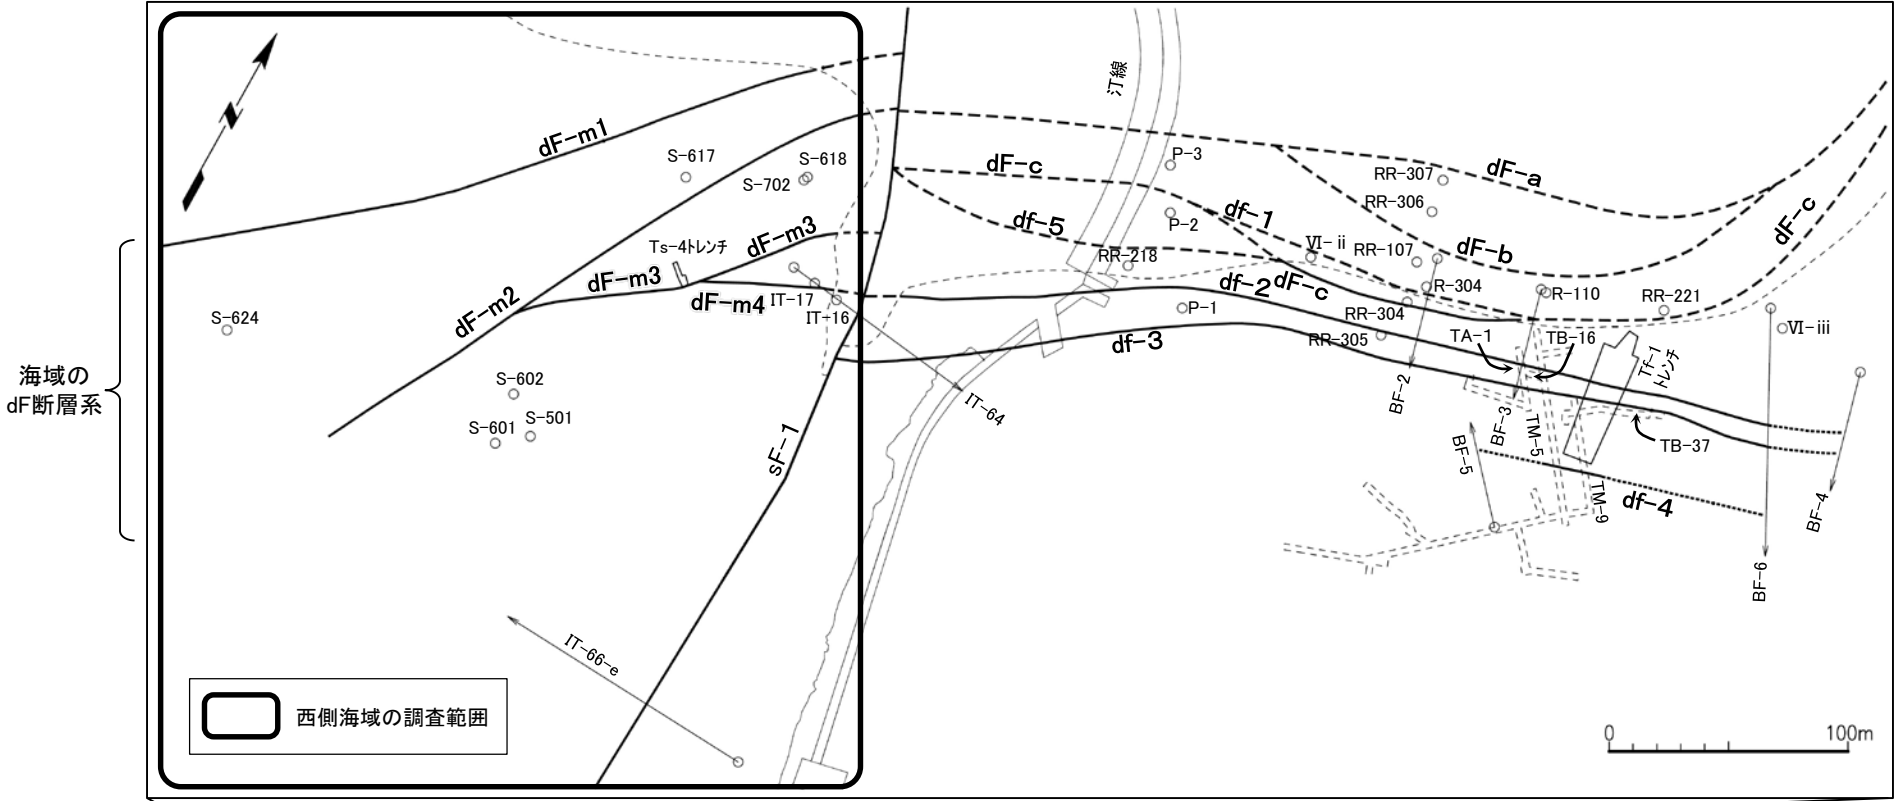 汀線
N
dF-m1
S-617
S-618
S-702
dF-c
P-3
RR-307
dF-a
RR-306
df-5
P-2
df-1
dF-c
Ts-4トレンチ
dF-m3
RR-218
Ⅵ-ⅱ
RR-107
dF-b
dF-m3
dF-m4
IT-17
IT-16
df-2
dF-c
R-304
R-110
RR-221
dF-m2
S-624
P-1
RR-304
RR-305
TA-1
TB-16
Ⅵ-ⅲ
df-3
Tf-1
トレンチ
海域の
dF断層系
S-602
S-501
S-601
IT-64
BF-2
BF-3
TM-5
TB-37
sF-1
BF-5
TM-9
df-4
BF-4
BF-6
IT-66-e
西側海域の調査範囲
0
100m